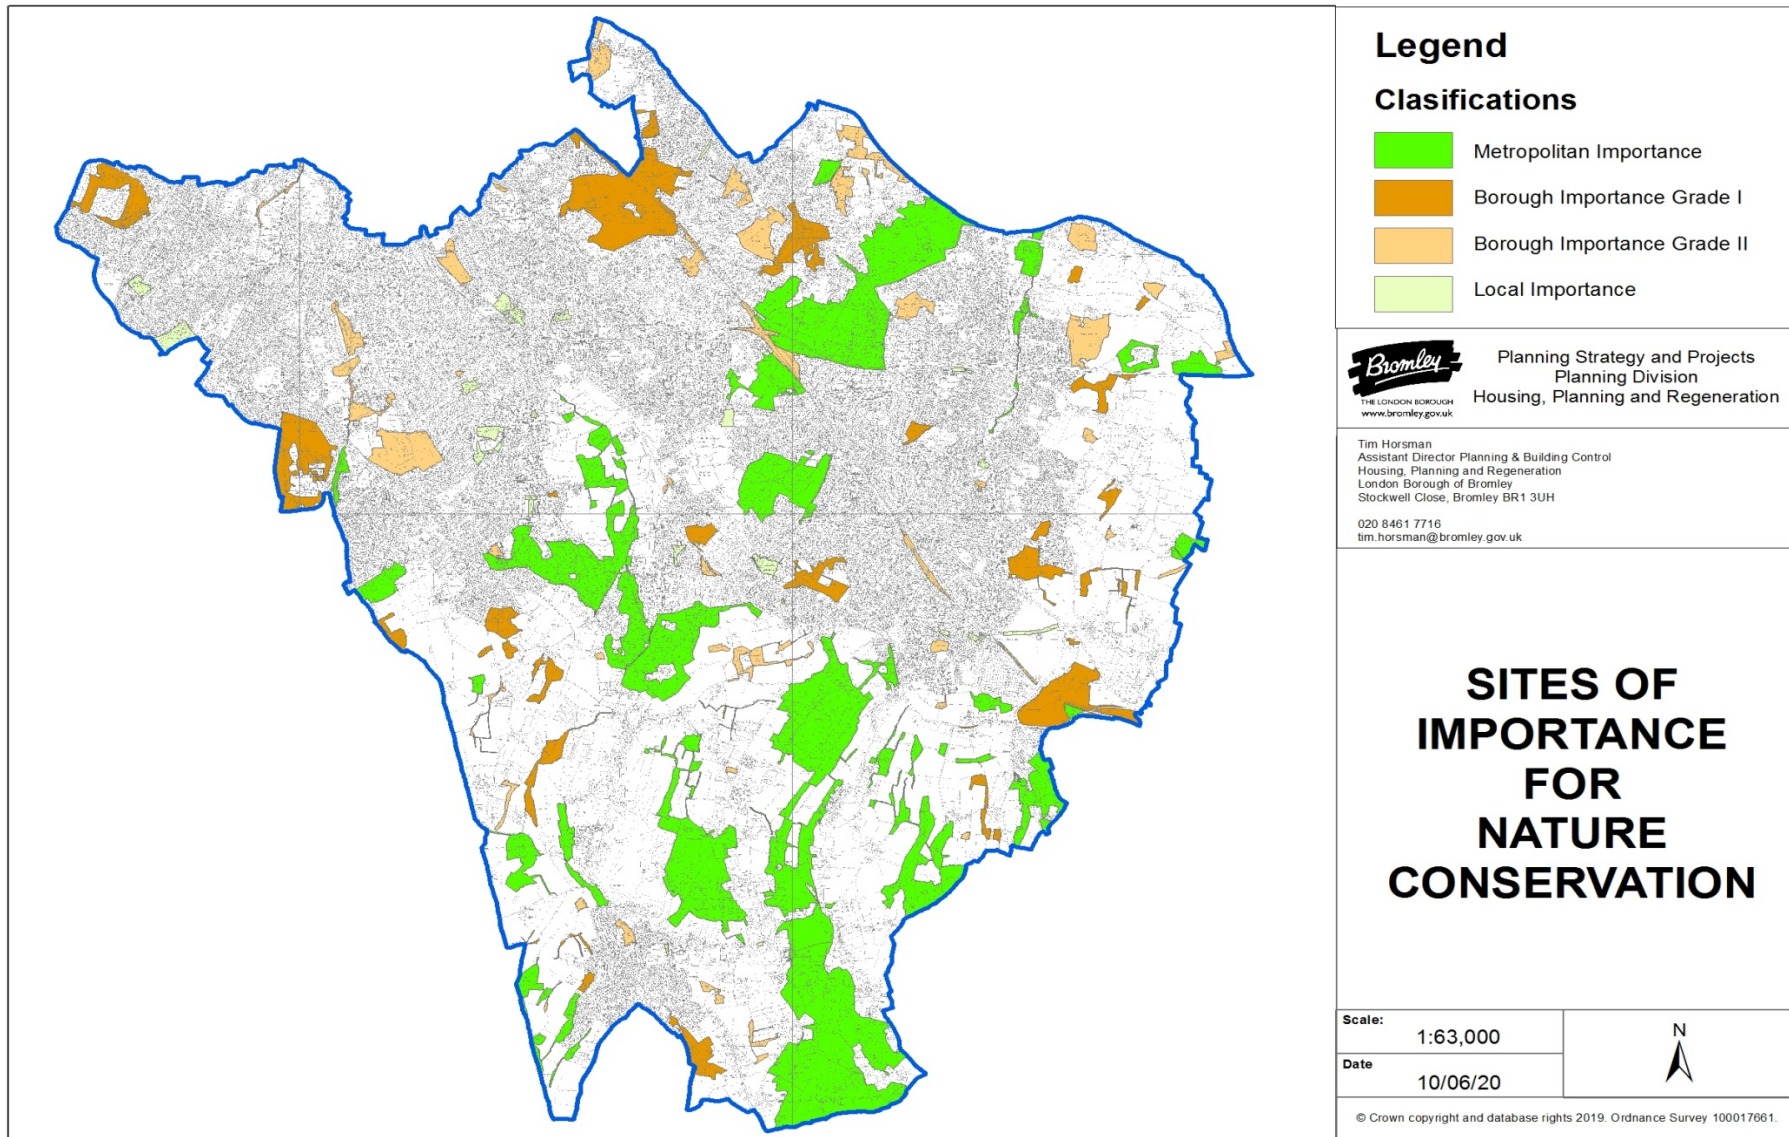 Legend
Clasifications
Metropolitan Importance
Borough Importance Grade I
Borough Importance Grade II
Local Importance
Bromley
THE LONDON BOROUGH
www.bromley.gov.uk
Planning Strategy and Projects
Planning Division
Housing, Planning and Regeneration
Tim Horsman
Assistant Director Planning & Building Control
Housing, Planning and Regeneration
London Borough of Bromley
Stockwell Close, Bromley BR1 3UH
020 8461 7716
tim.horsman@bromley.gov.uk
SITES OF
IMPORTANCE
FOR
NATURE
CONSERVATION
Scale:
1:63,000
N
Date
10/06/20
© Crown copyright and database rights 2019. Ordnance Survey 100017661.